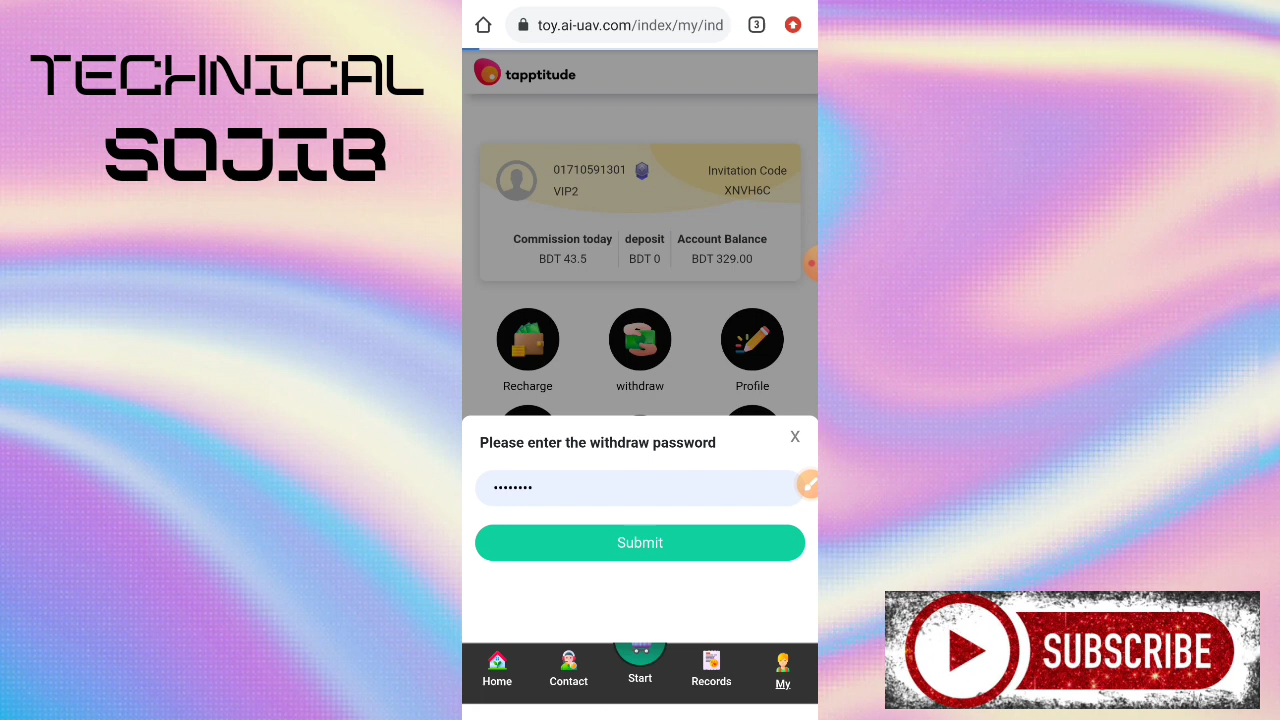 TECHNICAL
SOJIB
toy.ai-uav.com/index/my/ind
3
tapptitude
01710591301
VIP2
Invitation Code
XNVH6C
Commission today
BDT 43.5
deposit
BDT 0
Account Balance
BDT 329.00
Recharge
withdraw
Profile
Please enter the withdraw password
X
••••••••
Submit
Home
Contact
Start
Records
My
SUBSCRIBE